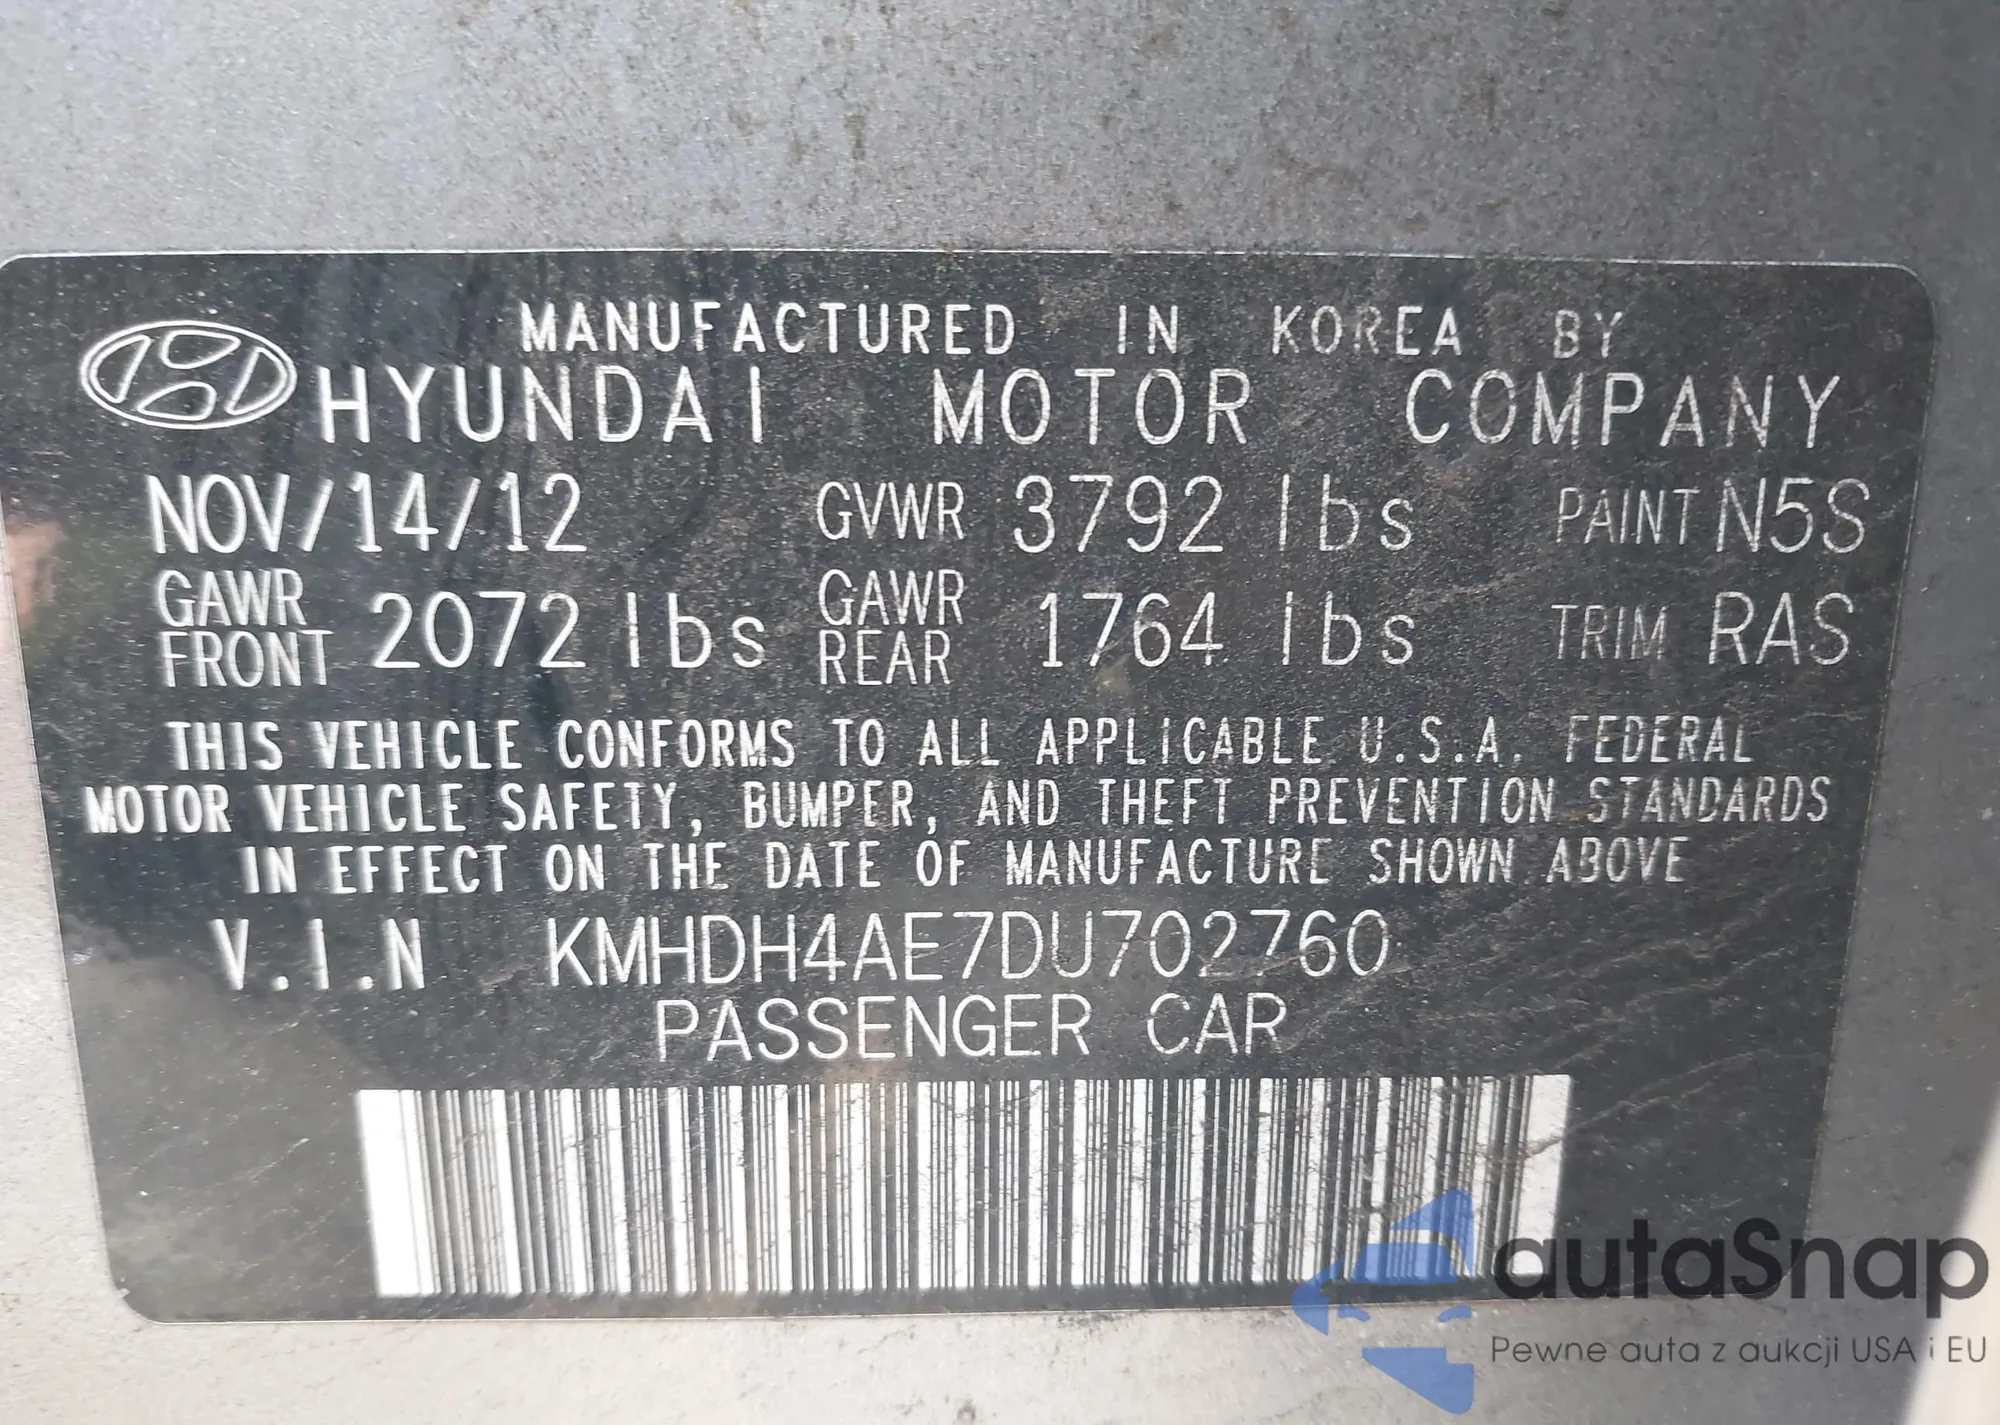 MANUFACTURED IN KOREA BY
HYUNDAI MOTOR COMPANY
NOV/14/12 GVWR 3792 lbs PAINT N5S
GAWR FRONT 2072 lbs GAWR REAR 1764 lbs TRIM RAS
THIS VEHICLE CONFORMS TO ALL APPLICABLE U.S.A. FEDERAL
MOTOR VEHICLE SAFETY, BUMPER, AND THEFT PREVENTION STANDARDS
IN EFFECT ON THE DATE OF MANUFACTURE SHOWN ABOVE
V.I.N KMHDH4AE7DU702760
PASSENGER CAR
autaSnap
Pewne auta z aukcji USA i EU